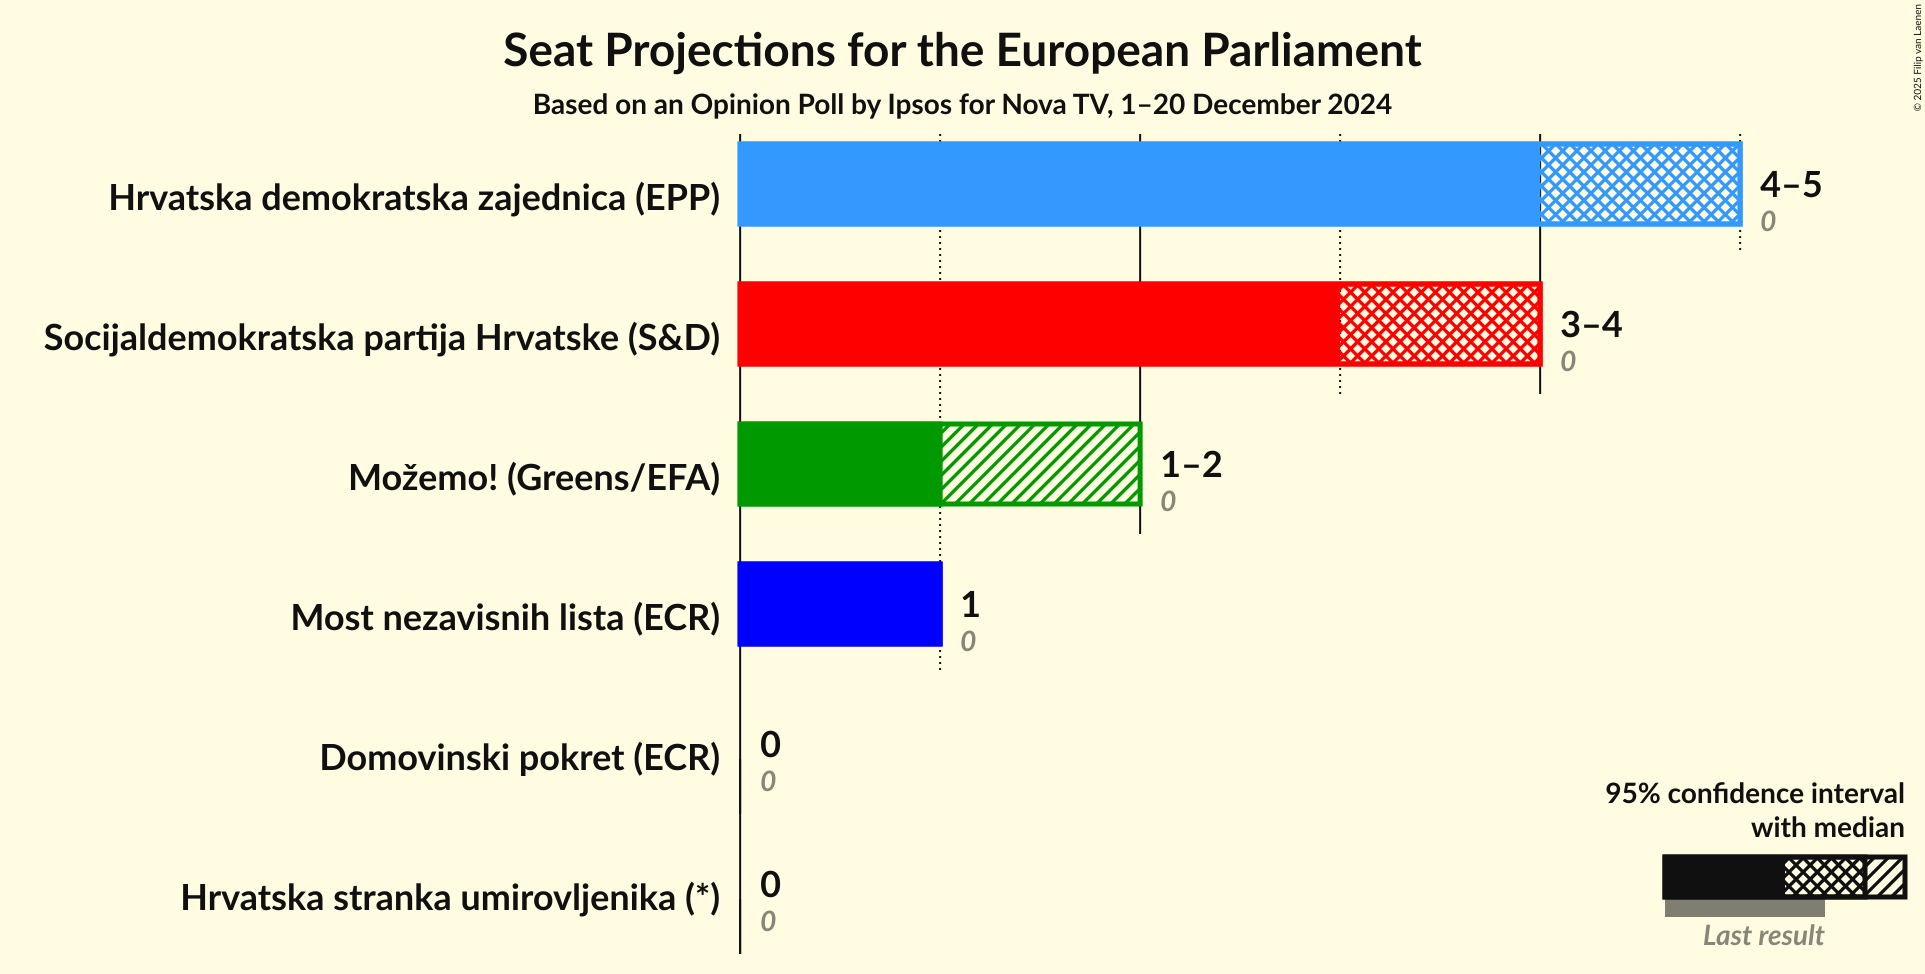 Seat Projections for the European Parliament
Based on an Opinion Poll by Ipsos for Nova TV, 1–20 December 2024
© 2025 Filip van Laenen
Hrvatska demokratska zajednica (EPP)
4–5
0
Socijaldemokratska partija Hrvatske (S&D)
3–4
0
Možemo! (Greens/EFA)
1–2
0
Most nezavisnih lista (ECR)
1
0
Domovinski pokret (ECR)
0
0
Hrvatska stranka umirovljenika (*)
0
0
95% confidence interval
with median
Last result